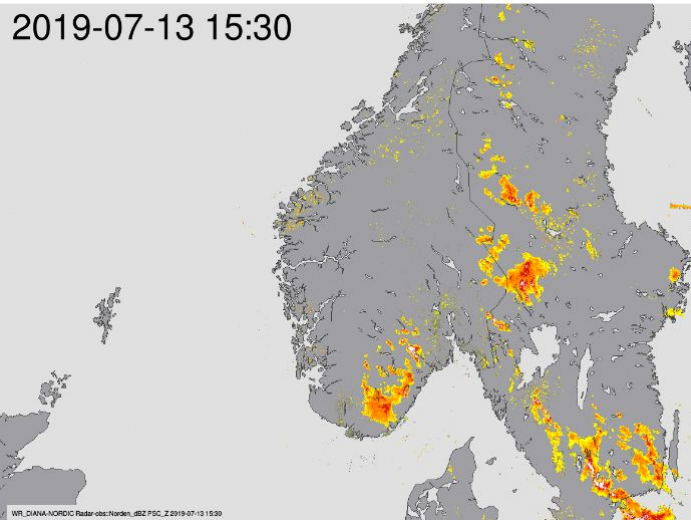 2019-07-13 15:30
WR_DIANA-NORDIC Radar-obs::Norden_dBZ PSC_Z 2019-07-13 15:30